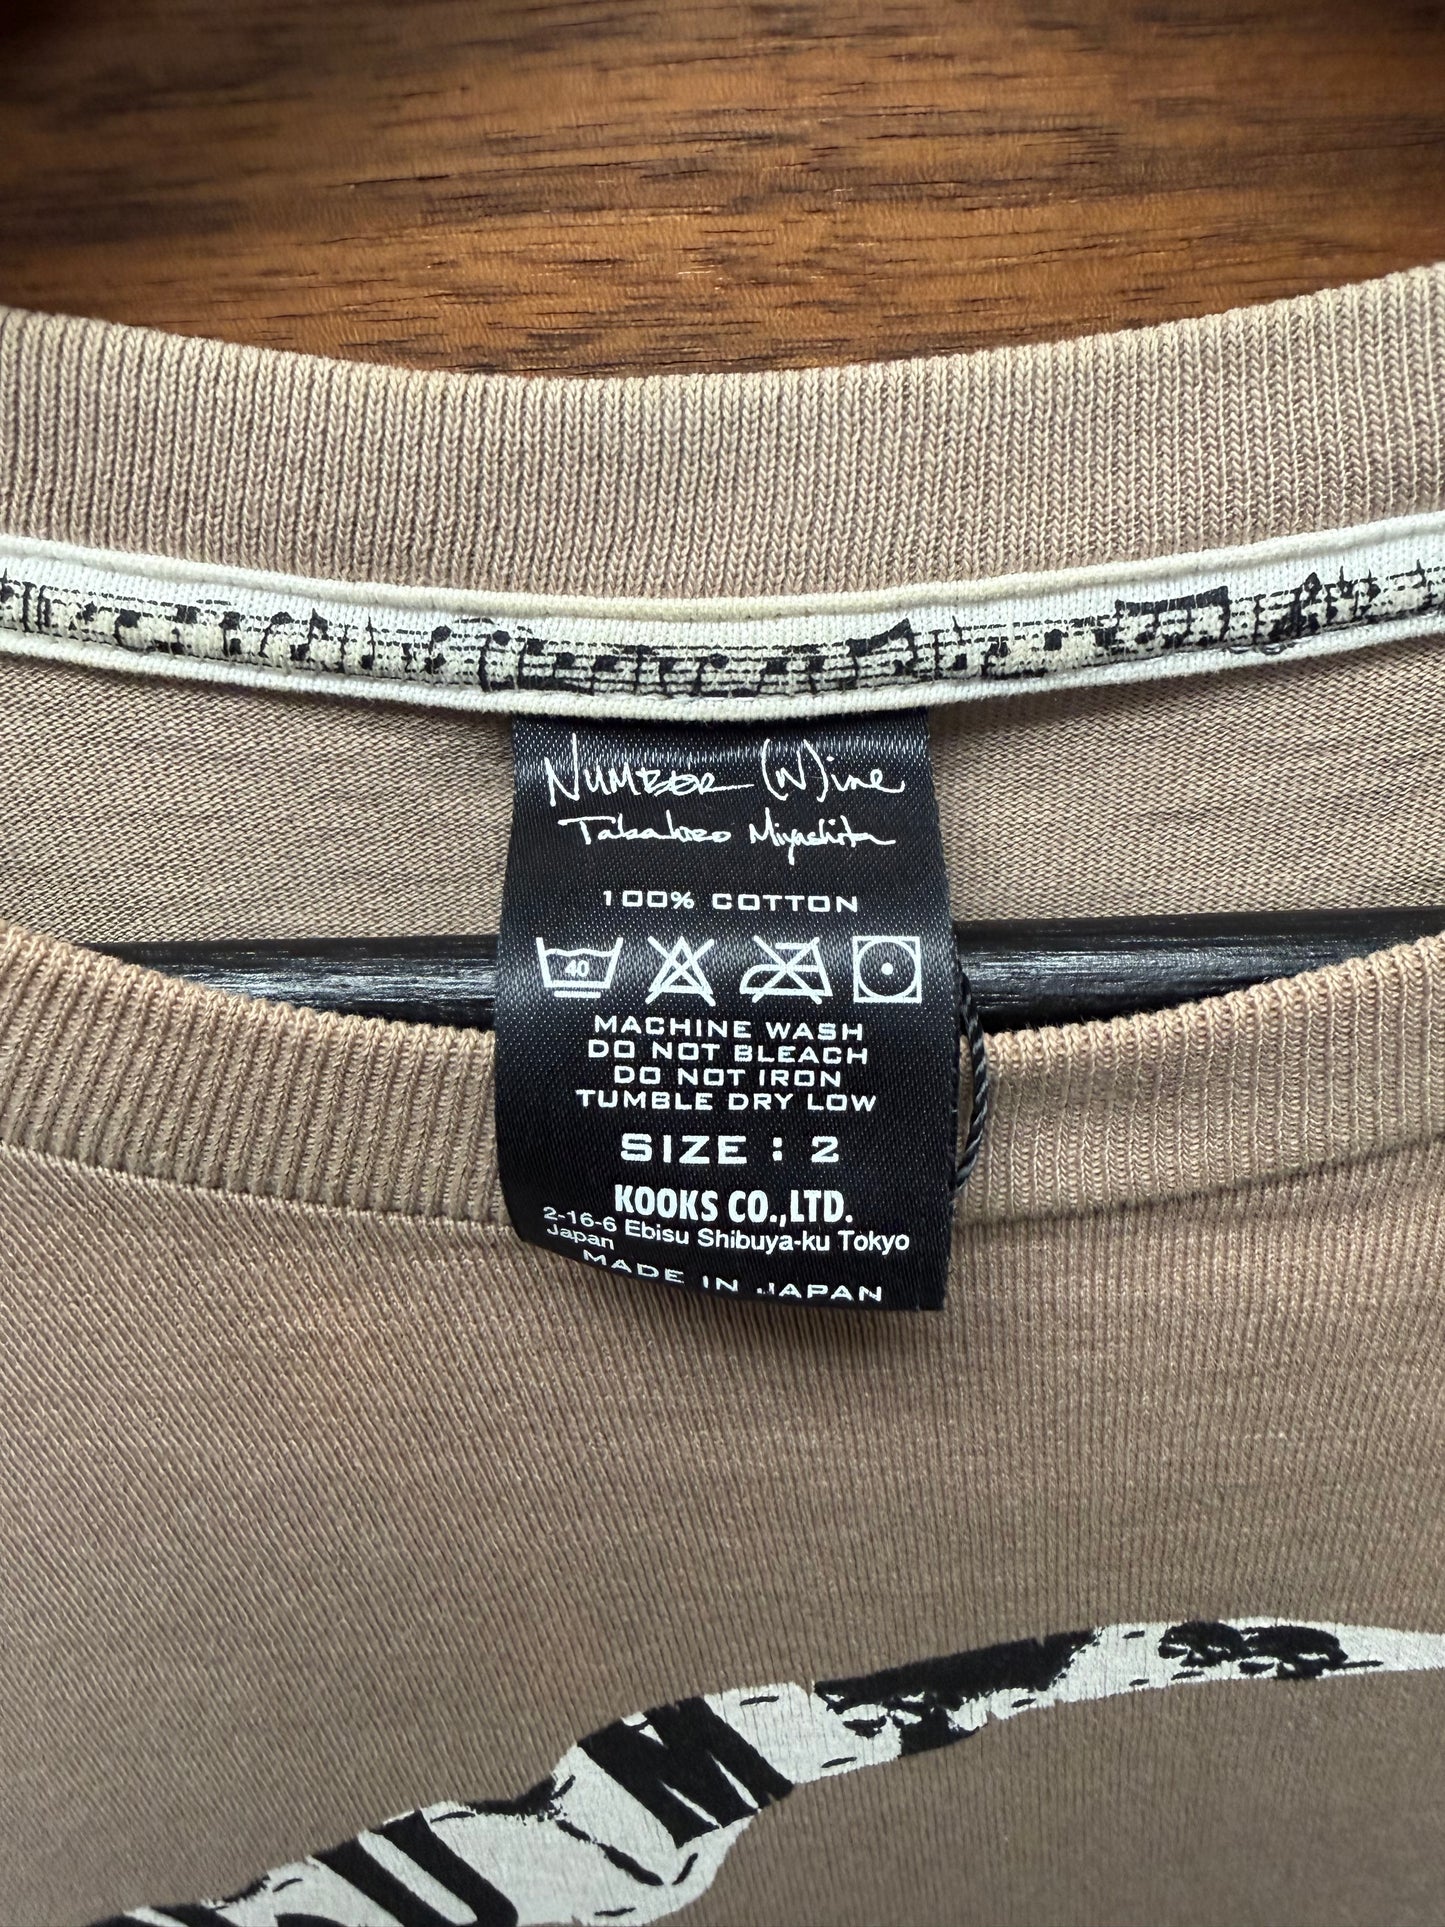 NUMBER (N)ine
Takahiro Miyashita
100% COTTON
40
MACHINE WASH
DO NOT BLEACH
DO NOT IRON
TUMBLE DRY LOW
SIZE : 2
KOOKS CO.,LTD.
2-16-6 Ebisu Shibuya-ku Tokyo
Japan
MADE IN JAPAN
UM